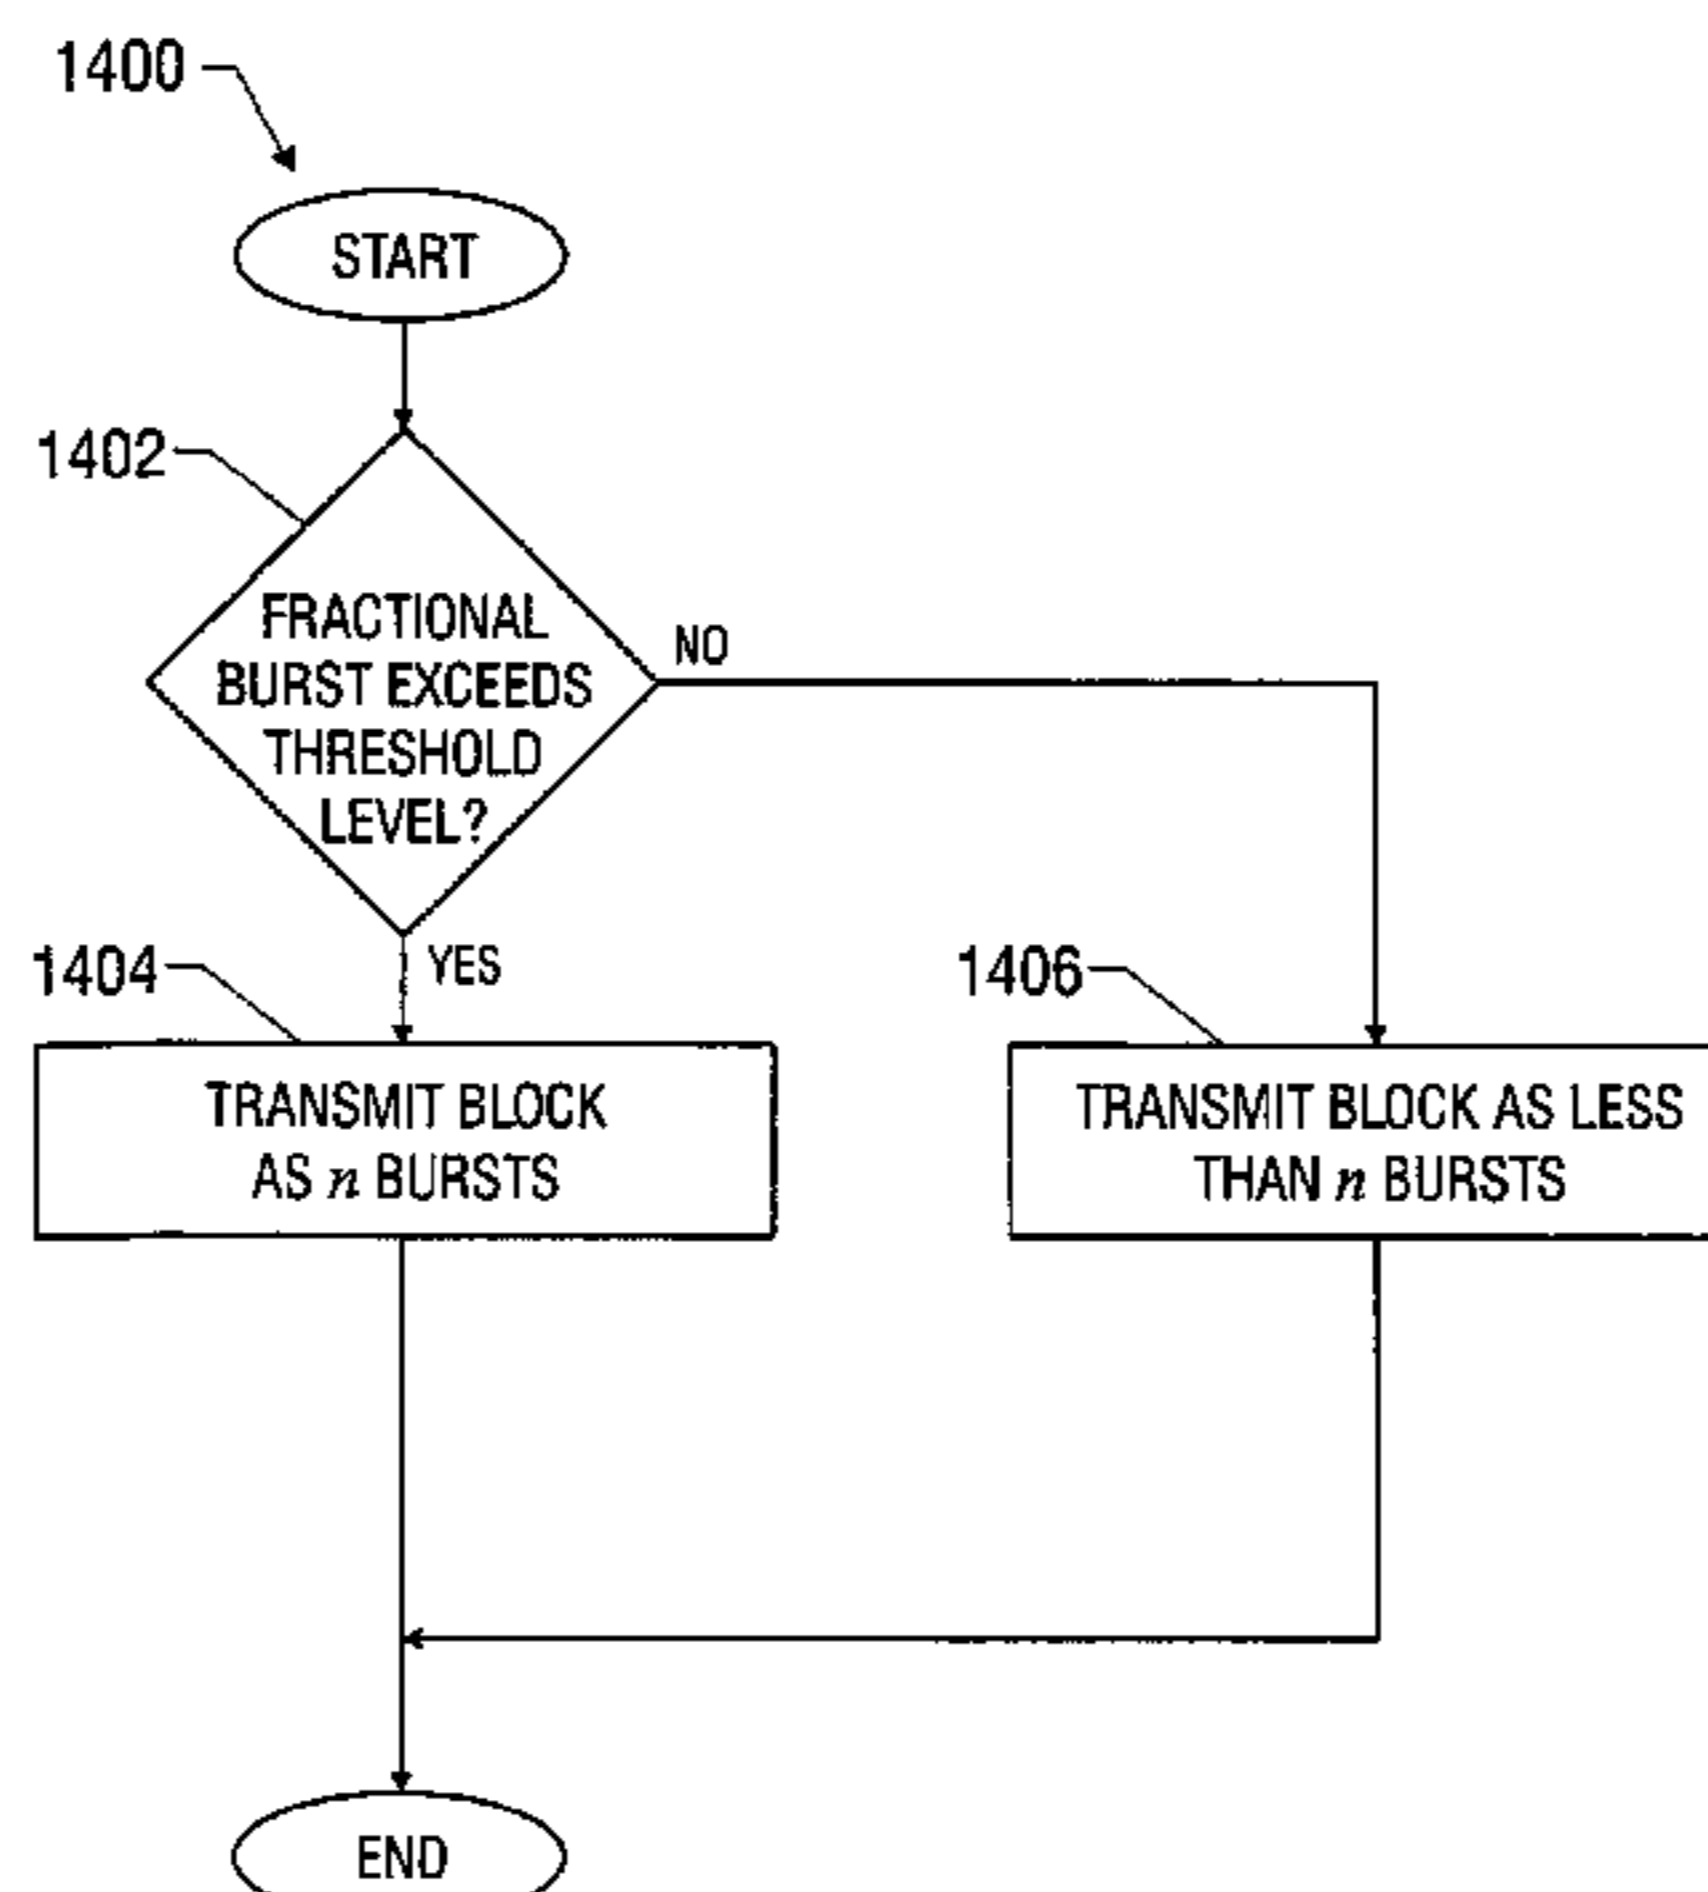 1400
START
1402
FRACTIONAL
BURST EXCEEDS
THRESHOLD
LEVEL?
NO
YES
1404
TRANSMIT BLOCK
AS n BURSTS
1406
TRANSMIT BLOCK AS LESS
THAN n BURSTS
END